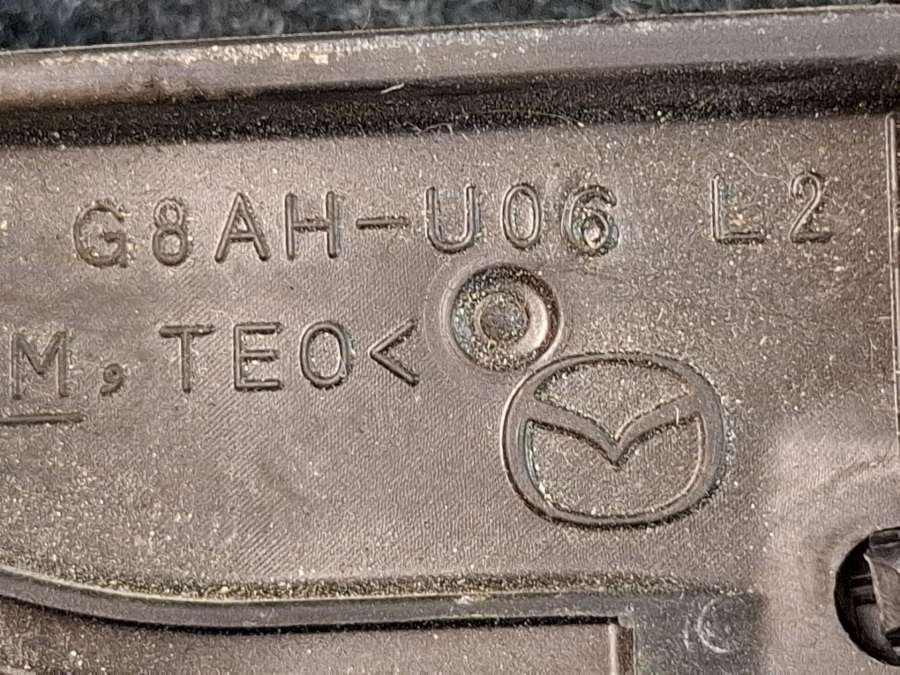 G8AH-U06 L2
M, TEO<